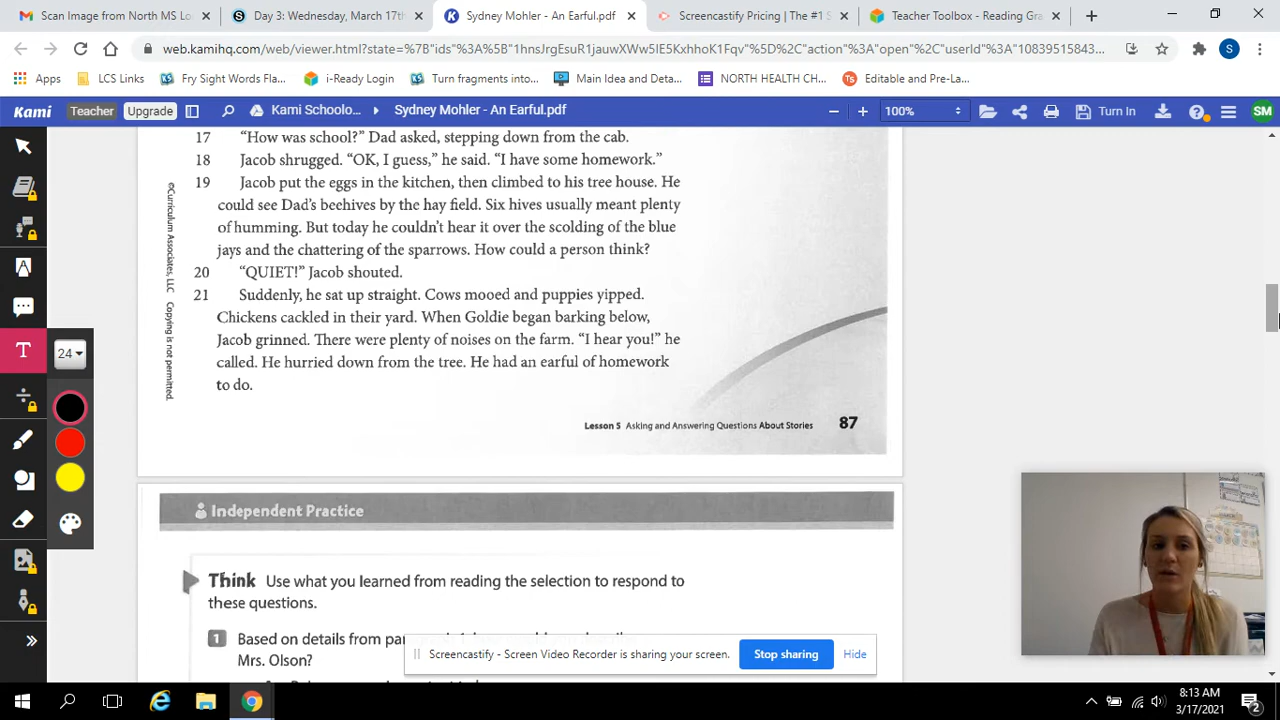 Scan Image from North MS Lo
Day 3: Wednesday, March 17th
Sydney Mohler - An Earful.pdf
Screencastify Pricing | The #1 S
Teacher Toolbox - Reading Gra
web.kamihq.com/web/viewer.html?state=%7B"ids"%3A%5B"1hnsJrgEsuR1jauwXWw5IE5KxhhoK1Fqv"%5D%2C"action"%3A"open"%2C"userId"%3A"10839515843...
S
Apps
LCS Links
Fry Sight Words Fla...
i-Ready Login
Turn fragments into...
Main Idea and Deta...
NORTH HEALTH CH...
Editable and Pre-La...
Kami Teacher Upgrade
Kami Schoolo...
Sydney Mohler - An Earful.pdf
100%
Turn In
SM
17 “How was school?” Dad asked, stepping down from the cab.
18 Jacob shrugged. “OK, I guess,” he said. “I have some homework.”
19 Jacob put the eggs in the kitchen, then climbed to his tree house. He
could see Dad’s beehives by the hay field. Six hives usually meant plenty
of humming. But today he couldn’t hear it over the scolding of the blue
jays and the chattering of the sparrows. How could a person think?
20 “QUIET!” Jacob shouted.
21 Suddenly, he sat up straight. Cows mooed and puppies yipped.
Chickens cackled in their yard. When Goldie began barking below,
Jacob grinned. There were plenty of noises on the farm. “I hear you!” he
called. He hurried down from the tree. He had an earful of homework
to do.
©Curriculum Associates, LLC Copying is not permitted.
24
Lesson 5 Asking and Answering Questions About Stories 87
Independent Practice
Think Use what you learned from reading the selection to respond to
these questions.
1 Based on details from
Mrs. Olson?
Screencastify - Screen Video Recorder is sharing your screen.
Stop sharing
Hide
8:13 AM
3/17/2021
2